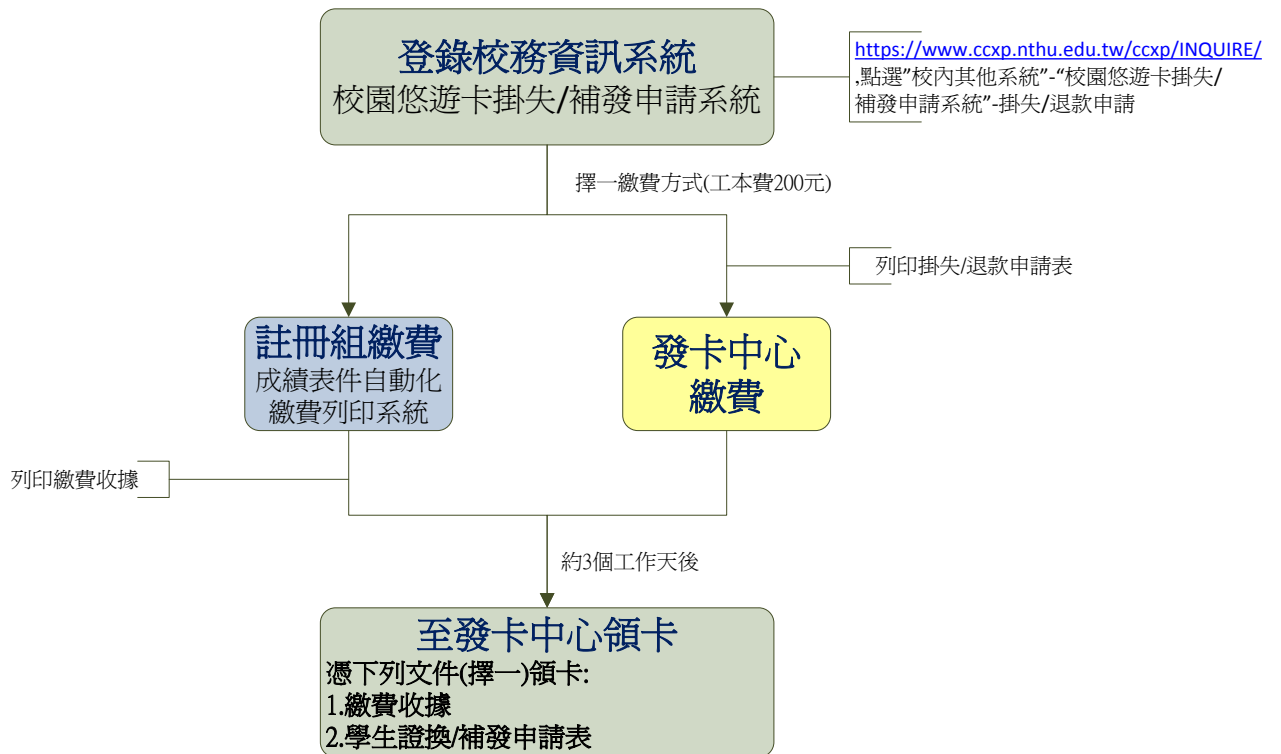 登錄校務資訊系統
校園悠遊卡掛失/補發申請系統
https://www.ccxp.nthu.edu.tw/ccxp/INQUIRE/
,點選”校內其他系統”-“校園悠遊卡掛失/
補發申請系統”-掛失/退款申請
擇一繳費方式(工本費200元)
列印掛失/退款申請表
註冊組繳費
成績表件自動化
繳費列印系統
發卡中心
繳費
列印繳費收據
約3個工作天後
至發卡中心領卡
憑下列文件(擇一)領卡:
1.繳費收據
2.學生證換/補發申請表